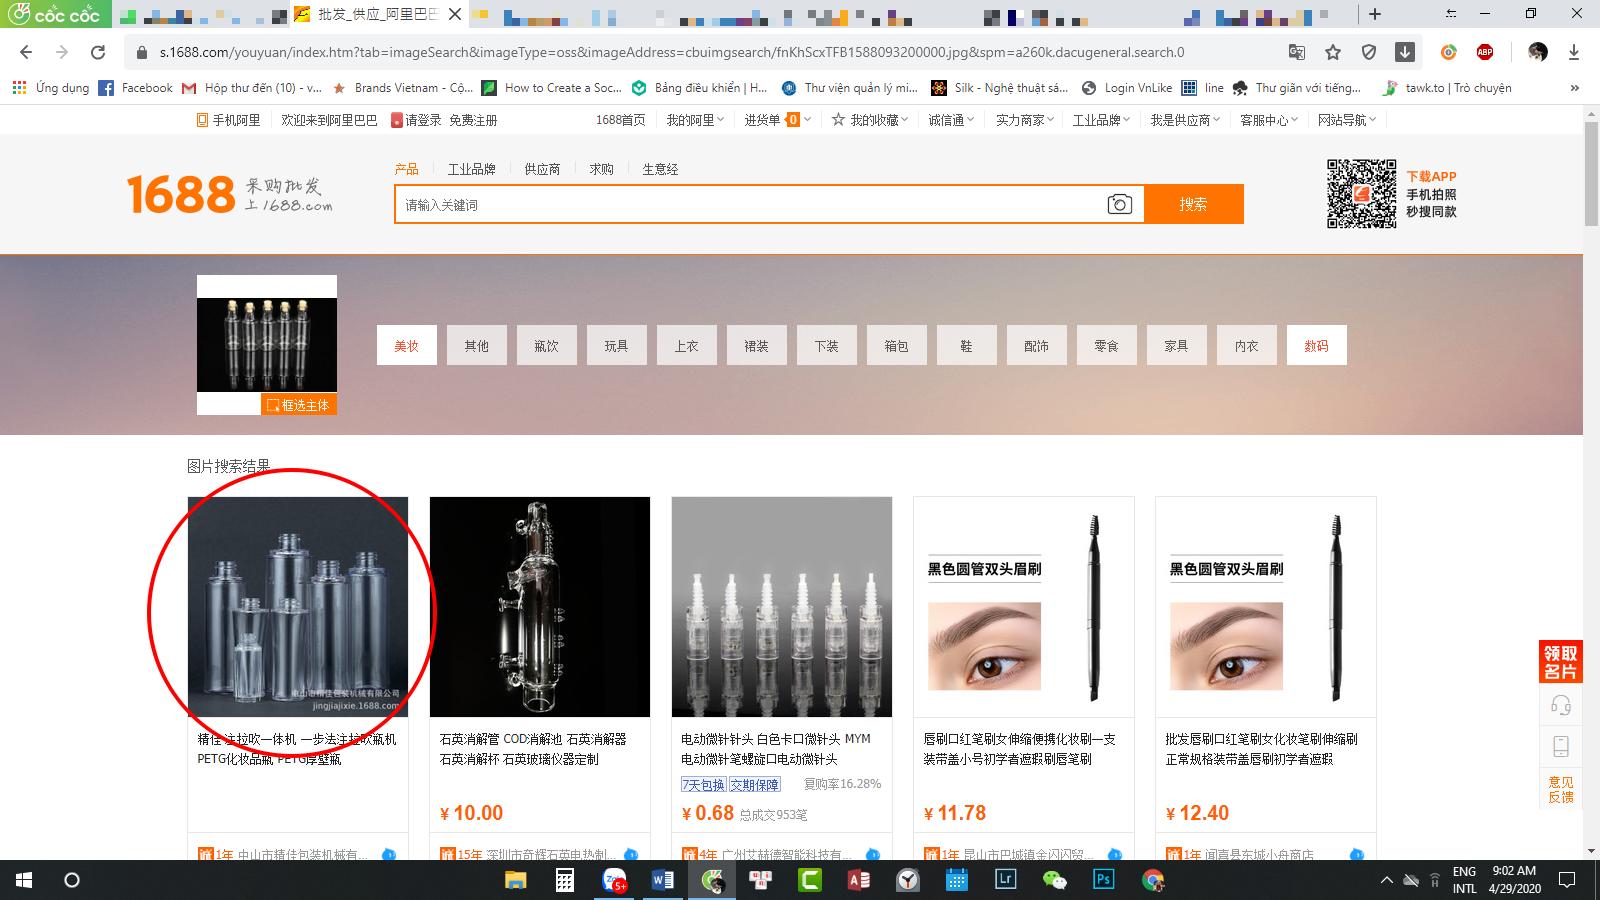 cốc cốc
批发_供应_阿里巴巴
s.1688.com/youyuan/index.htm?tab=imageSearch&imageType=oss&imageAddress=cbuimgsearch/fnKhScxTFB1588093200000.jpg&spm=a260k.dacugeneral.search.0
ABP
Ứng dụng
Facebook
Hộp thư đến (10) - v...
Brands Vietnam - Cộ...
How to Create a Soc...
Bảng điều khiển | H...
Thư viện quản lý mi...
Silk - Nghệ thuật sá...
Login VnLike
line
Thư giãn với tiếng...
tawk.to | Trò chuyện
»
手机阿里
欢迎来到阿里巴巴
请登录
免费注册
1688首页
我的阿里
进货单 0
我的收藏
诚信通
实力商家
工业品牌
我是供应商
客服中心
网站导航
1688
采购批发
上1688.com
产品
工业品牌
供应商
求购
生意经
请输入关键词
搜索
下载APP
手机拍照
秒搜同款
框选主体
美妆
其他
瓶饮
玩具
上衣
裙装
下装
箱包
鞋
配饰
零食
家具
内衣
数码
图片搜索结果
中山市精佳包装机械有限公司
jingjiajixie.1688.com
精佳 注拉吹一体机 一步法注拉吹瓶机
PETG化妆品瓶 PETG厚壁瓶
1年 中山市精佳包装机械有...
石英消解管 COD消解池 石英消解器
石英消解杯 石英玻璃仪器定制
¥ 10.00
15年 深圳市奇辉石英电热制...
电动微针针头 白色卡口微针头 MYM
电动微针笔螺旋口电动微针头
7天包换 交期保障 复购率16.28%
¥ 0.68 总成交953笔
4年 广州艾赫德智能科技有...
黑色圆管双头眉刷
唇刷口红笔刷女伸缩便携化妆刷一支
装带盖小号初学者遮瑕刷唇笔刷
¥ 11.78
1年 昆山市巴城镇金闪闪贸...
黑色圆管双头眉刷
批发唇刷口红笔刷女化妆笔刷伸缩刷
正常规格装带盖唇刷初学者遮瑕
¥ 12.40
1年 闻喜县东城小舟商店
领取
名片
意见
反馈
5+
Lr
Ps
ENG
INTL
9:02 AM
4/29/2020